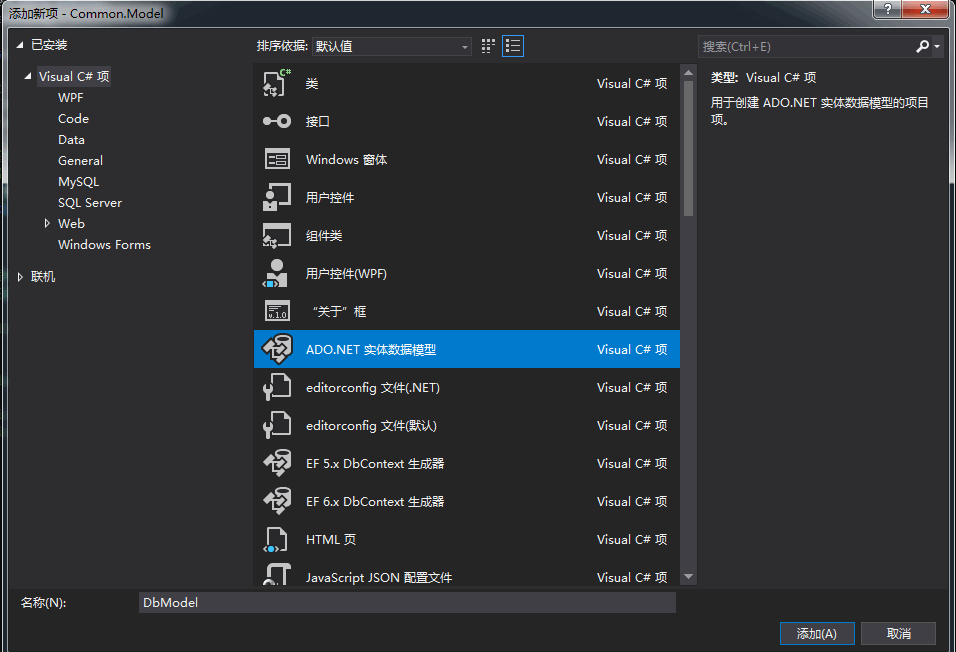 添加新项 - Common.Model
?
X
已安装
Visual C# 项
WPF
Code
Data
General
MySQL
SQL Server
Web
Windows Forms
联机
排序依据: 默认值
类 Visual C# 项
接口 Visual C# 项
Windows 窗体 Visual C# 项
用户控件 Visual C# 项
组件类 Visual C# 项
用户控件(WPF) Visual C# 项
“关于”框 Visual C# 项
ADO.NET 实体数据模型 Visual C# 项
editorconfig 文件(.NET) Visual C# 项
editorconfig 文件(默认) Visual C# 项
EF 5.x DbContext 生成器 Visual C# 项
EF 6.x DbContext 生成器 Visual C# 项
HTML 页 Visual C# 项
JavaScript JSON 配置文件 Visual C# 项
搜索(Ctrl+E)
类型: Visual C# 项
用于创建 ADO.NET 实体数据模型的项目
项。
名称(N): DbModel
添加(A) 取消